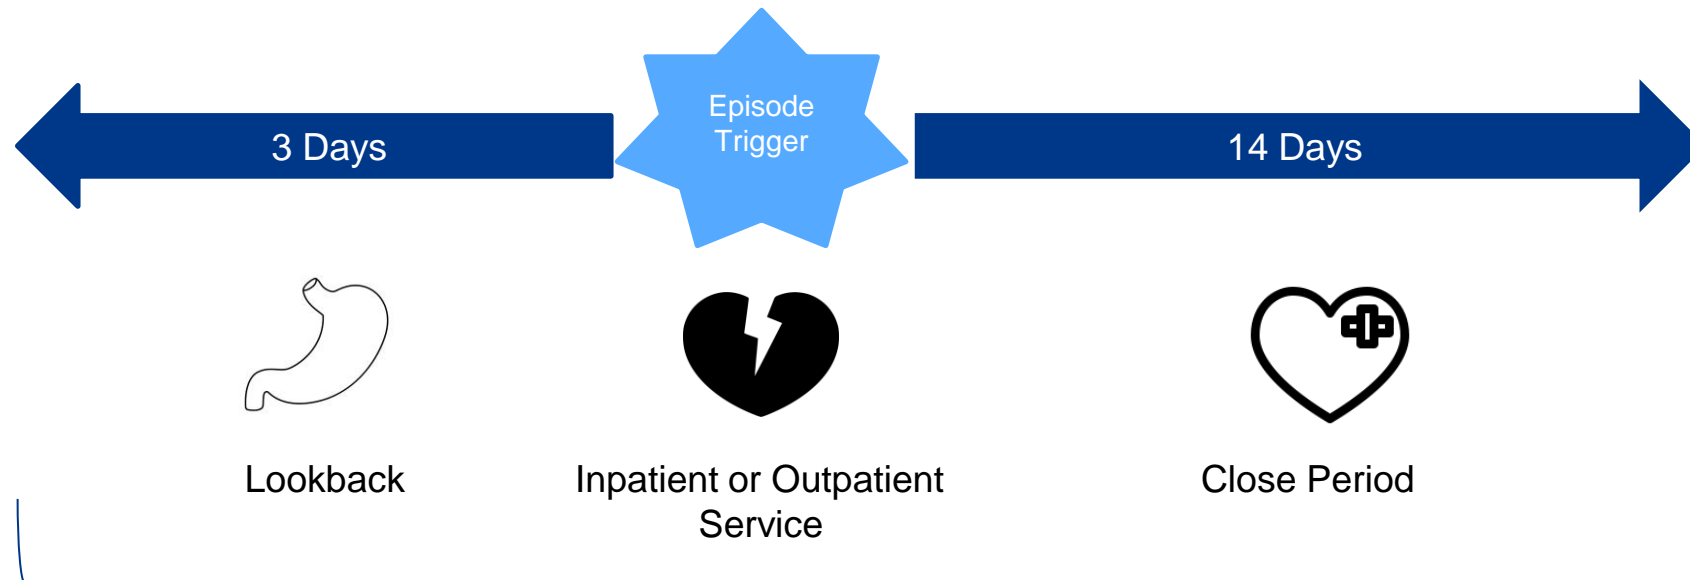 Episode
Trigger
3 Days
14 Days
Lookback
Inpatient or Outpatient
Service
Close Period